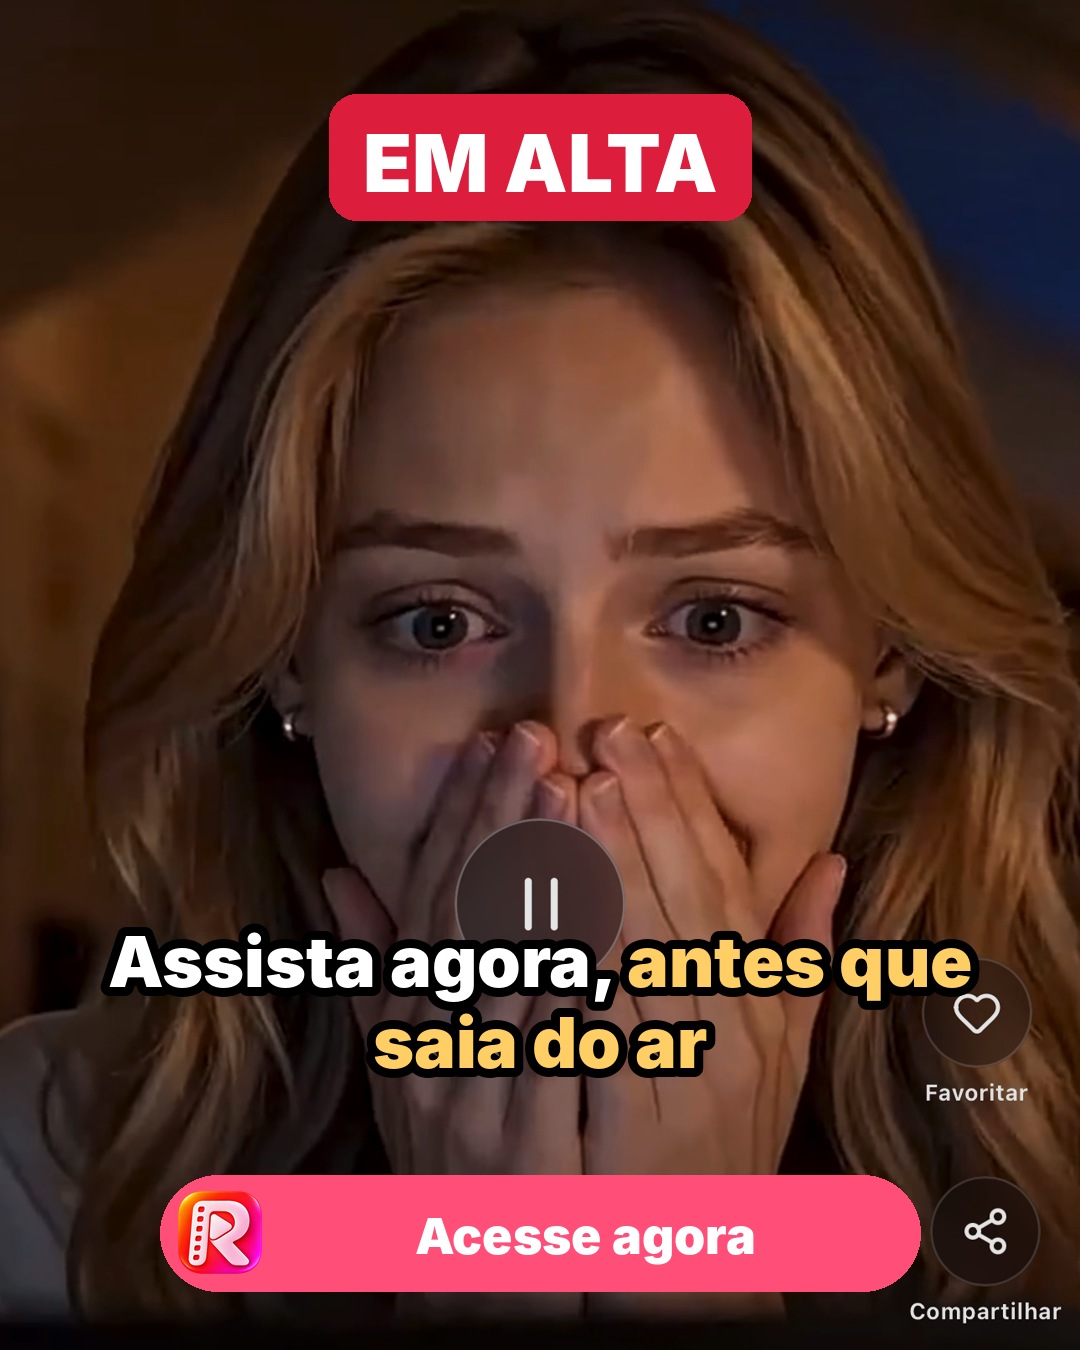 EM ALTA
Assista agora, antes que
saia do ar
Favoritar
R
Acesse agora
Compartilhar